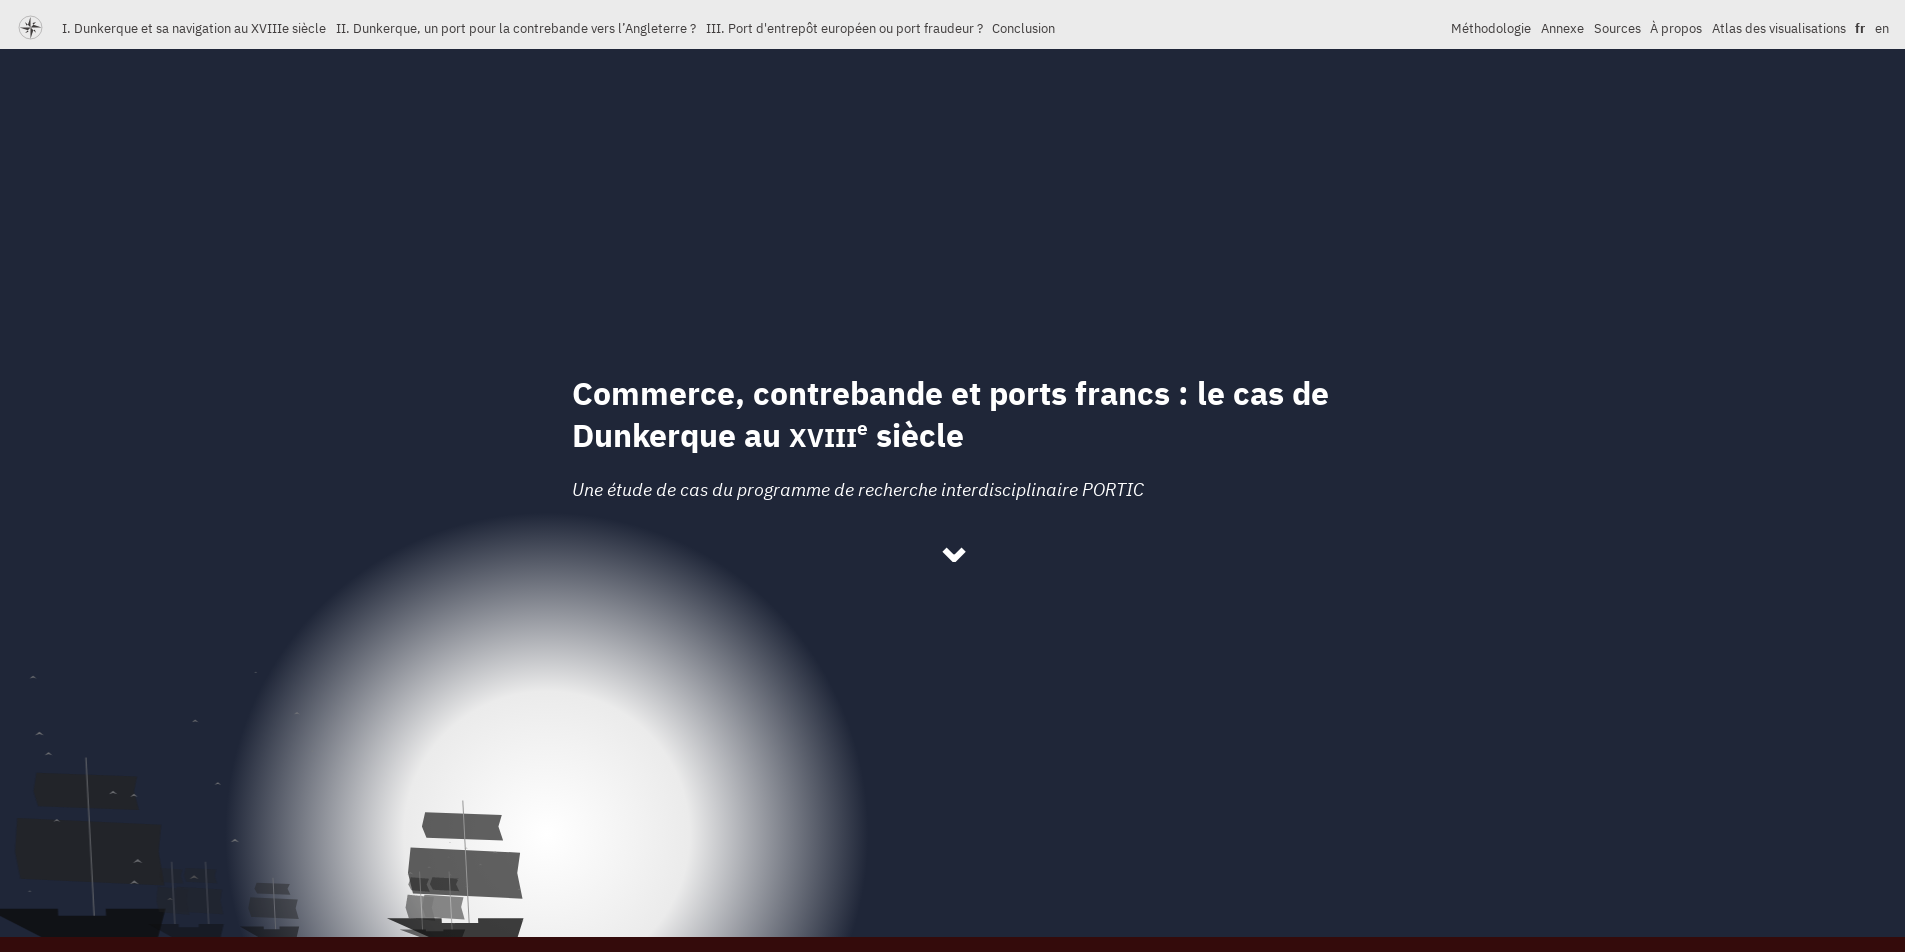 I. Dunkerque et sa navigation au XVIIIe siècle II. Dunkerque, un port pour la contrebande vers l’Angleterre ? III. Port d'entrepôt européen ou port fraudeur ? Conclusion Méthodologie Annexe Sources À propos Atlas des visualisations fr en
Commerce, contrebande et ports francs : le cas de
Dunkerque au XVIIIe siècle
Une étude de cas du programme de recherche interdisciplinaire PORTIC